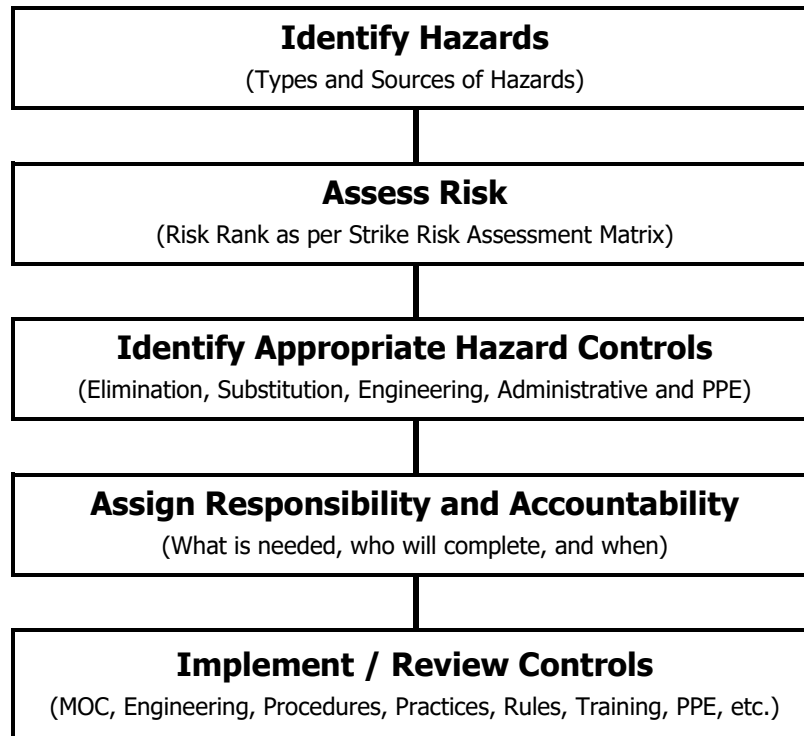 Identify Hazards
(Types and Sources of Hazards)
Assess Risk
(Risk Rank as per Strike Risk Assessment Matrix)
Identify Appropriate Hazard Controls
(Elimination, Substitution, Engineering, Administrative and PPE)
Assign Responsibility and Accountability
(What is needed, who will complete, and when)
Implement / Review Controls
(MOC, Engineering, Procedures, Practices, Rules, Training, PPE, etc.)